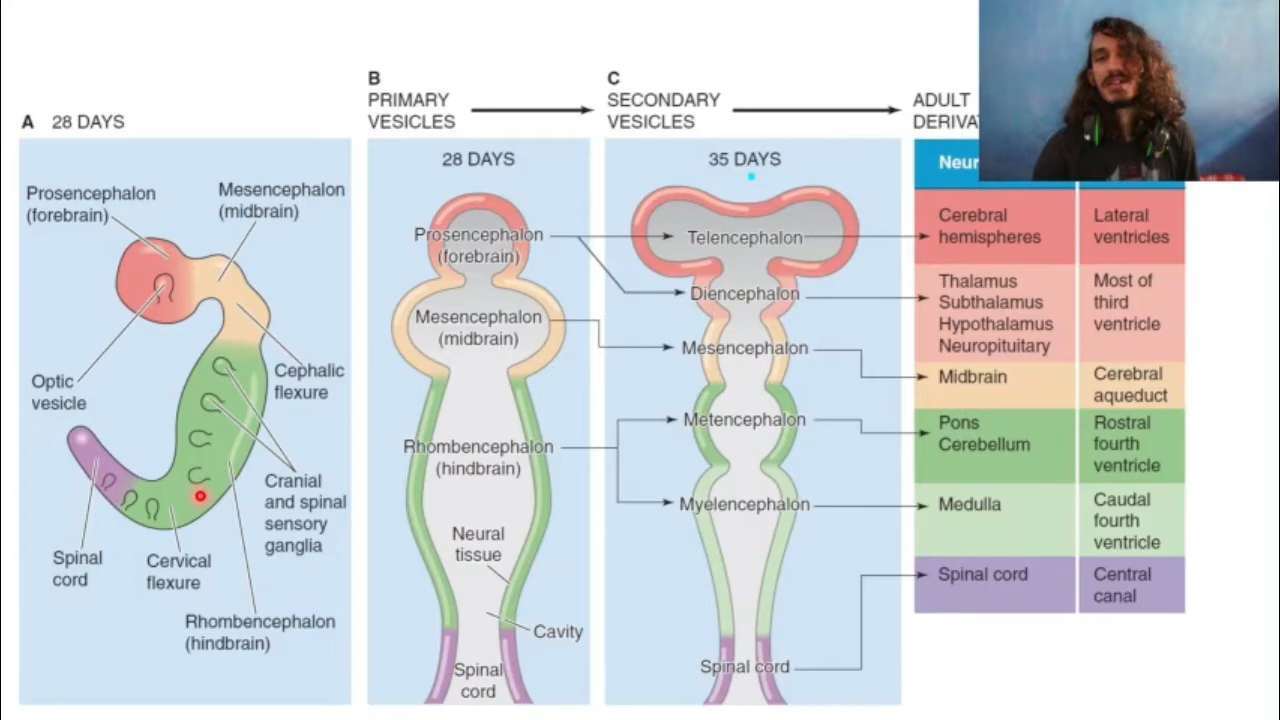 A 28 DAYS
Prosencephalon
(forebrain)
Mesencephalon
(midbrain)
Optic
vesicle
Cephalic
flexure
Cranial
and spinal
sensory
ganglia
Spinal
cord
Cervical
flexure
Rhombencephalon
(hindbrain)
B
PRIMARY
VESICLES
28 DAYS
Prosencephalon
(forebrain)
Mesencephalon
(midbrain)
Rhombencephalon
(hindbrain)
Neural
tissue
Cavity
Spinal
cord
C
SECONDARY
VESICLES
35 DAYS
Telencephalon
Diencephalon
Mesencephalon
Metencephalon
Myelencephalon
Spinal cord
ADULT
Cerebral
hemispheres
Lateral
ventricles
Thalamus
Subthalamus
Hypothalamus
Neuropituitary
Most of
third
ventricle
Midbrain
Cerebral
aqueduct
Pons
Cerebellum
Rostral
fourth
ventricle
Medulla
Caudal
fourth
ventricle
Spinal cord
Central
canal